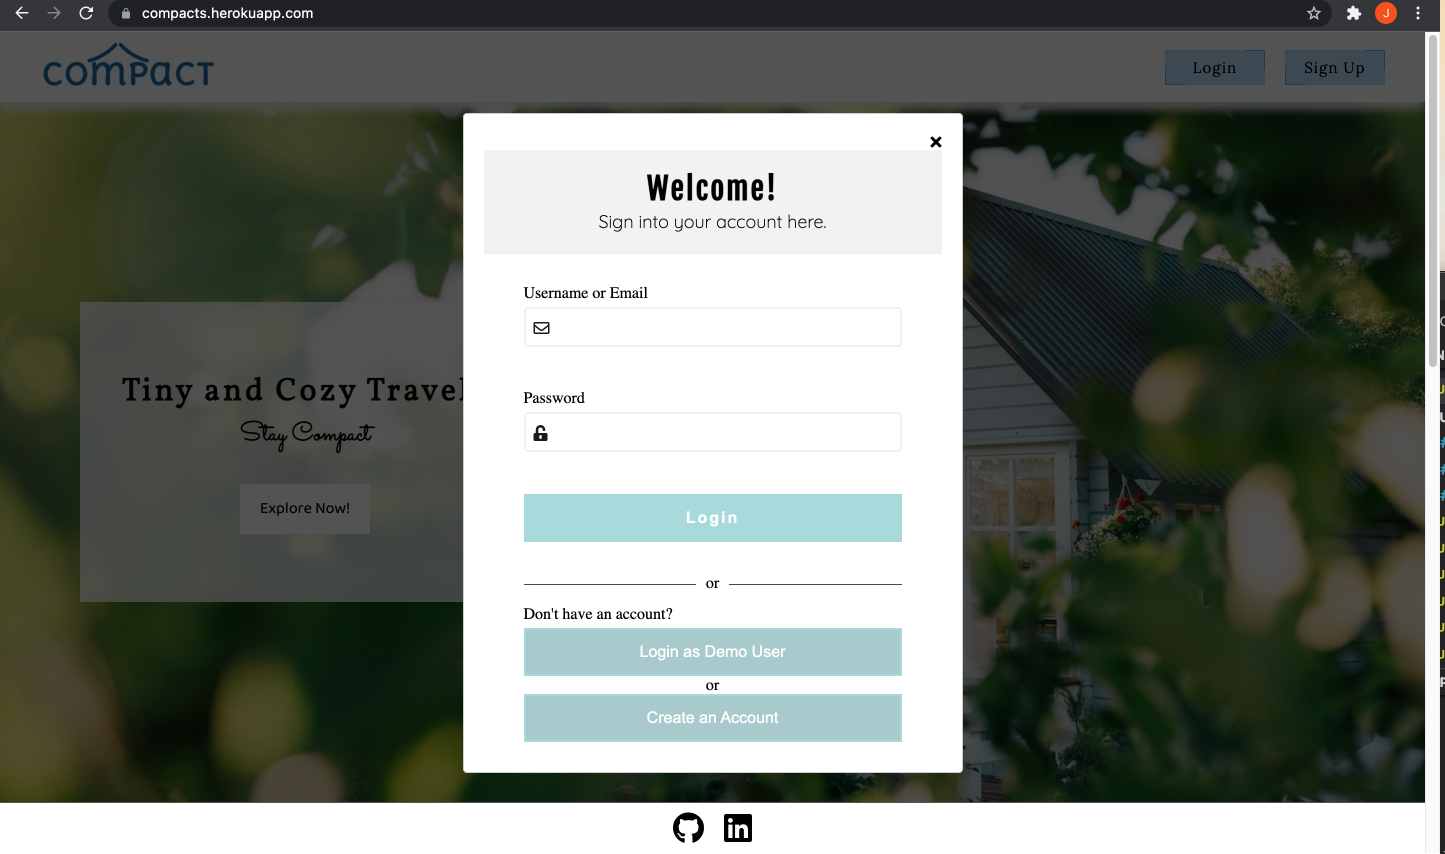 compacts.herokuapp.com
J
comPacT
Login
Sign Up
Welcome!
Sign into your account here.
Username or Email
Password
Login
or
Don't have an account?
Login as Demo User
or
Create an Account
Tiny and Cozy Travel
Stay Compact
Explore Now!
in